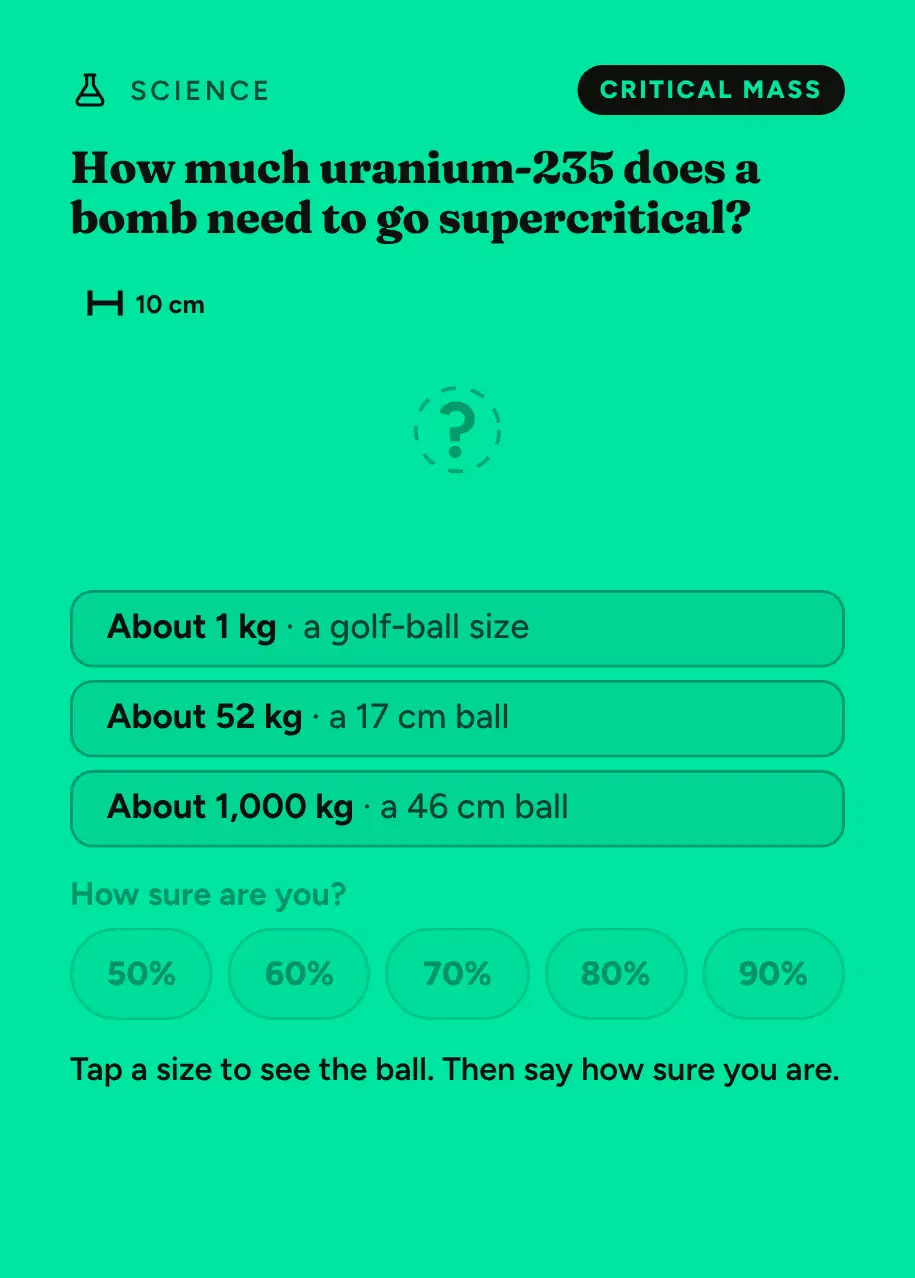 SCIENCE
CRITICAL MASS
How much uranium-235 does a
bomb need to go supercritical?
10 cm
?
About 1 kg · a golf-ball size
About 52 kg · a 17 cm ball
About 1,000 kg · a 46 cm ball
How sure are you?
50%
60%
70%
80%
90%
Tap a size to see the ball. Then say how sure you are.